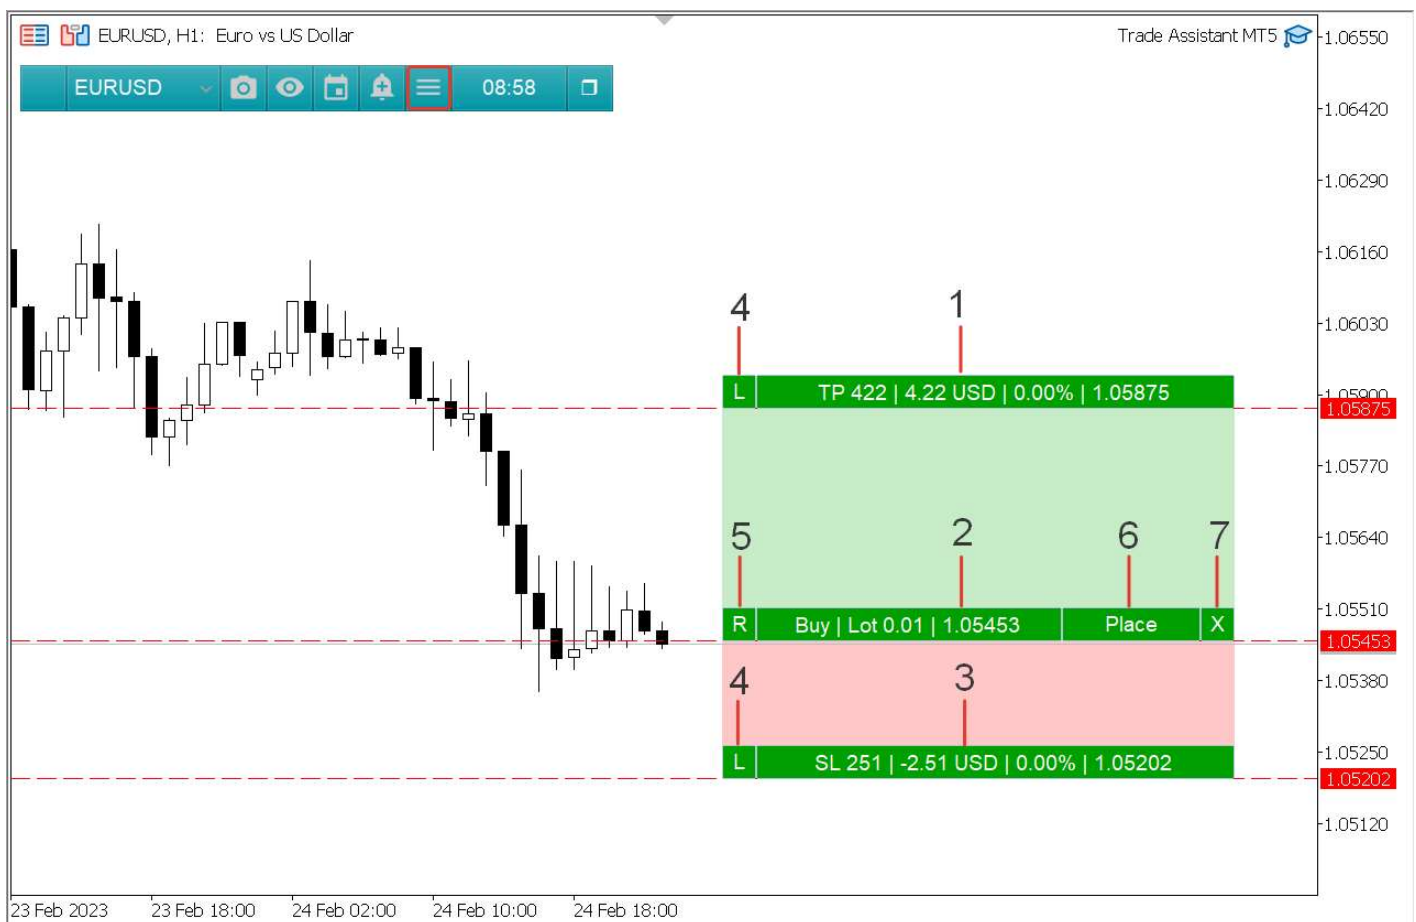 EURUSD, H1: Euro vs US Dollar
Trade Assistant MT5
1.06550
EURUSD
08:58
1.06420
1.06290
1.06160
4
1
1.06030
L
TP 422 | 4.22 USD | 0.00% | 1.05875
1.05900
1.05875
1.05770
5
2
6
7
1.05640
1.05510
R
Buy | Lot 0.01 | 1.05453
Place
X
1.05453
4
3
1.05380
L
SL 251 | -2.51 USD | 0.00% | 1.05202
1.05250
1.05202
1.05120
23 Feb 2023
23 Feb 18:00
24 Feb 02:00
24 Feb 10:00
24 Feb 18:00